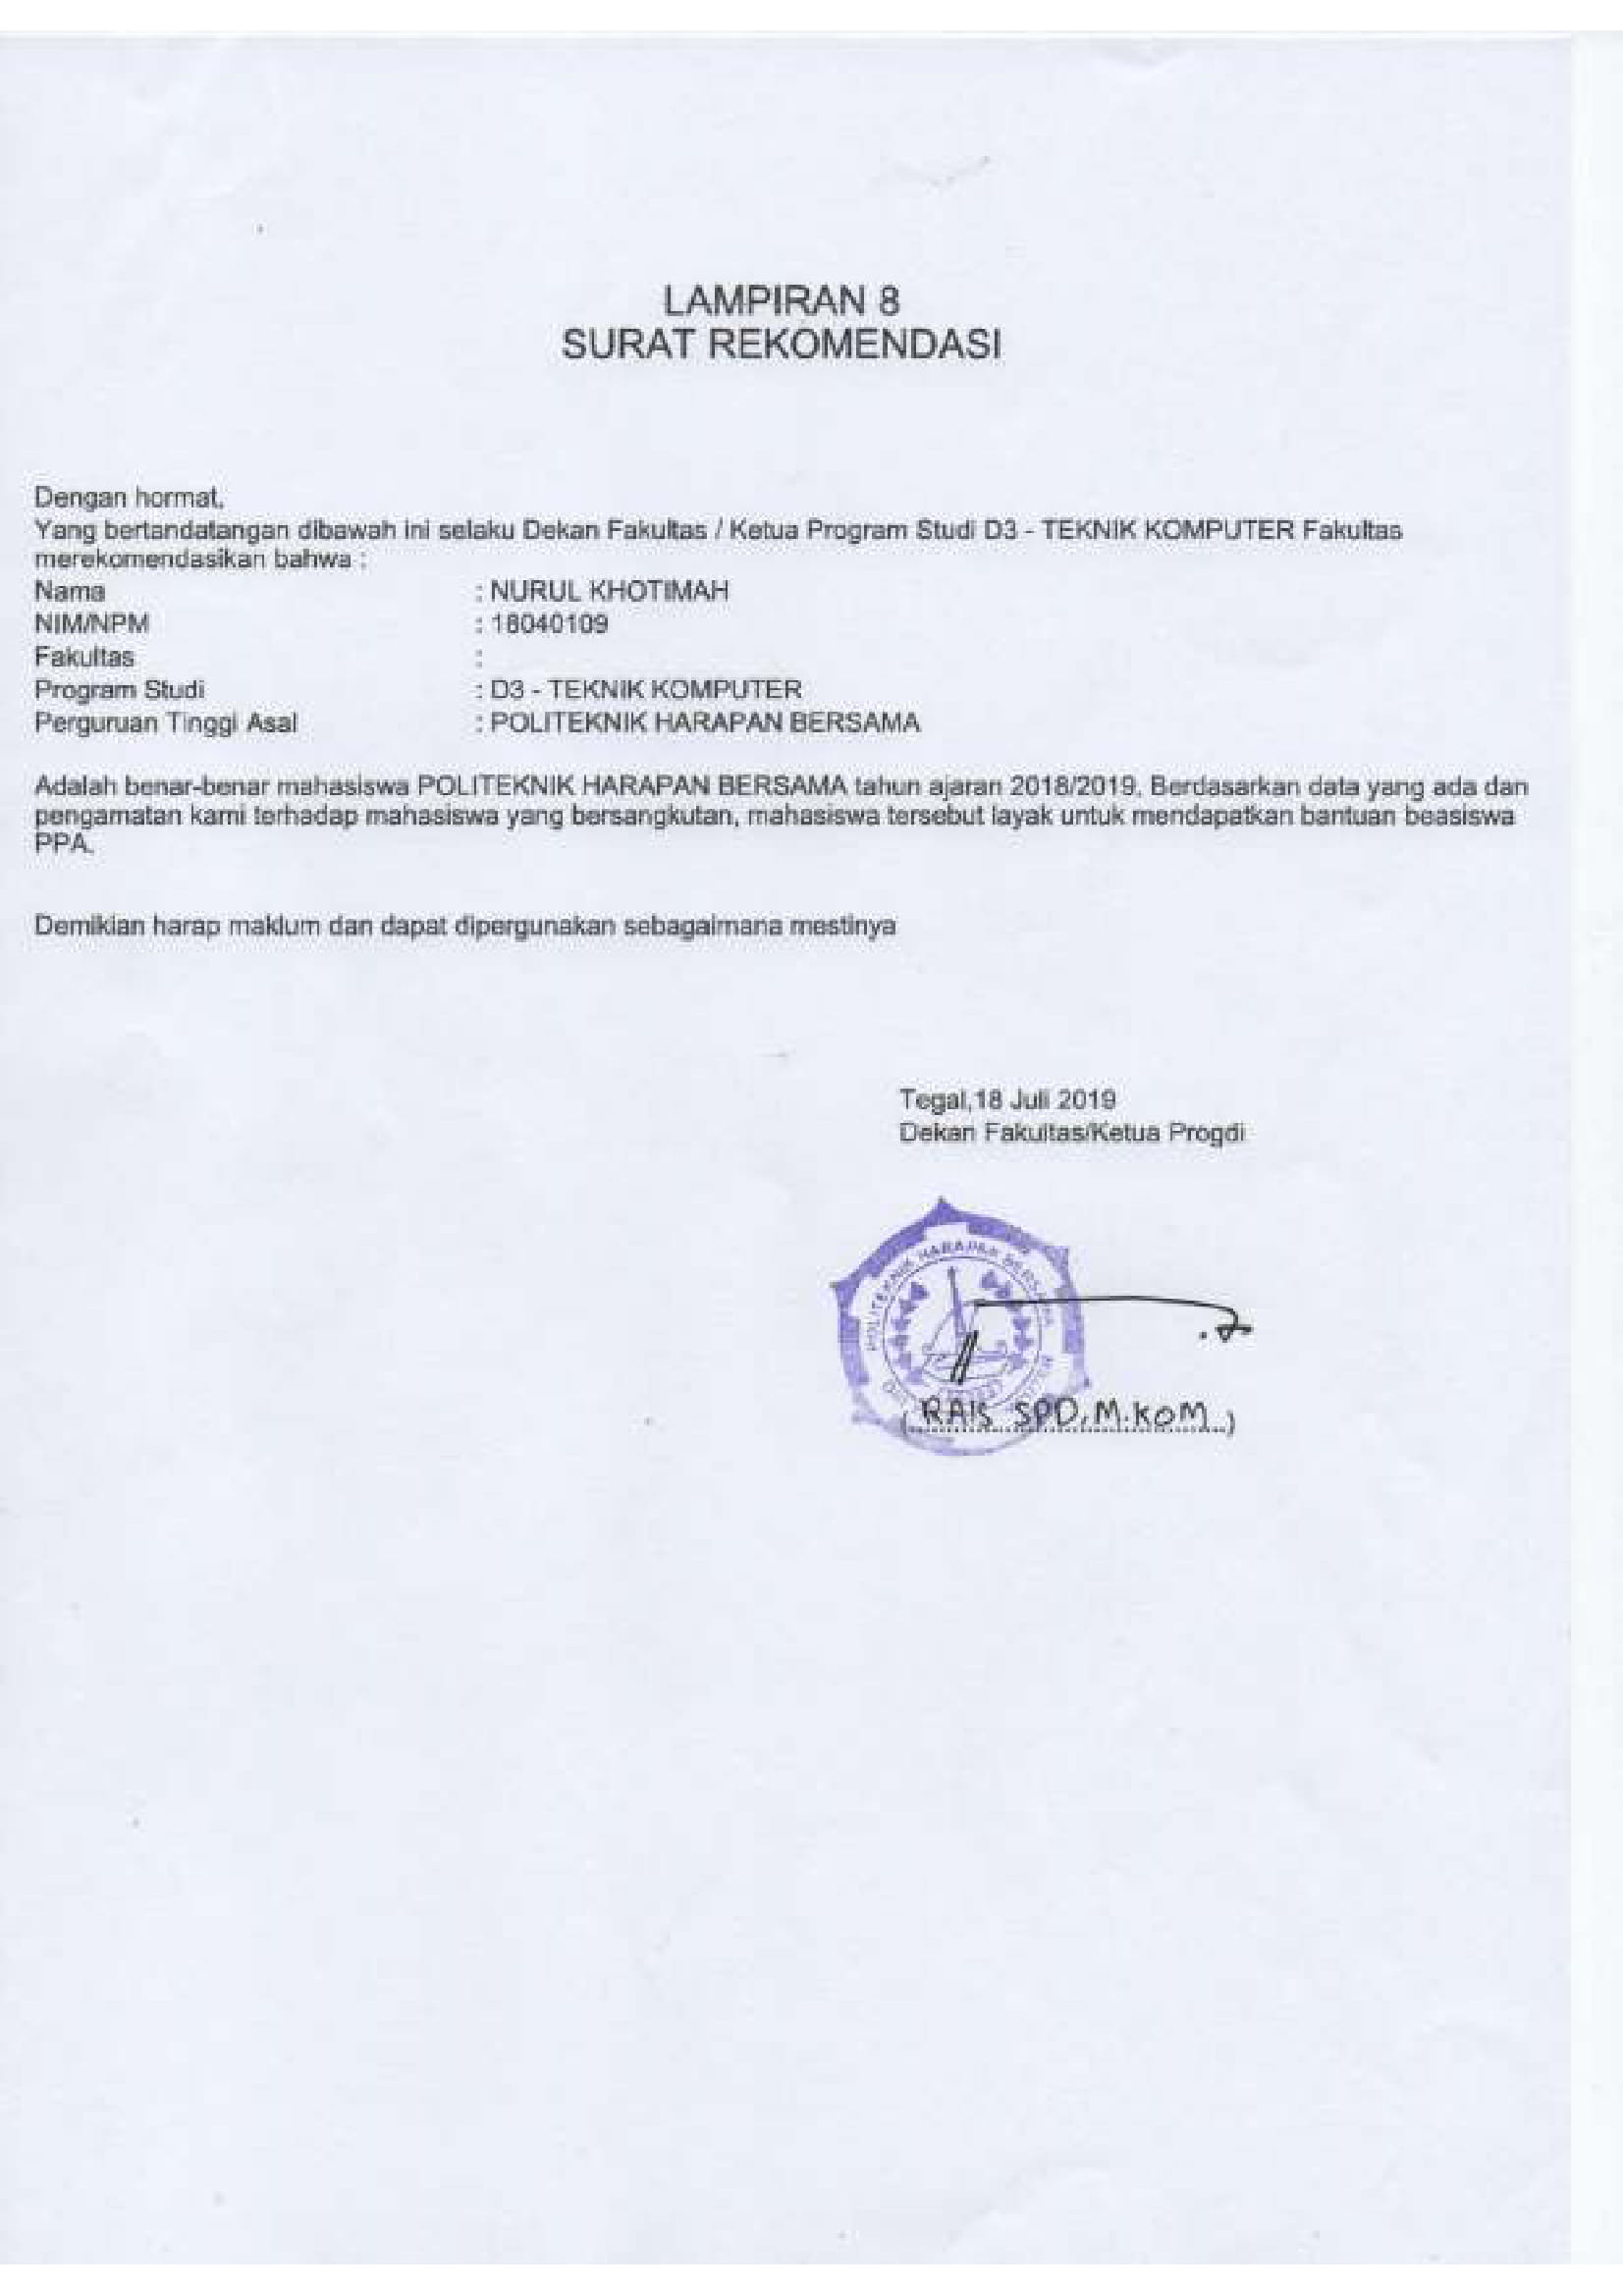 LAMPIRAN 8
SURAT REKOMENDASI
Dengan hormat,
Yang bertandatangan dibawah ini selaku Dekan Fakultas / Ketua Program Studi D3 - TEKNIK KOMPUTER Fakultas
merekomendasikan bahwa :
Nama : NURUL KHOTIMAH
NIM/NPM : 18040109
Fakultas :
Program Studi : D3 - TEKNIK KOMPUTER
Perguruan Tinggi Asal : POLITEKNIK HARAPAN BERSAMA
Adalah benar-benar mahasiswa POLITEKNIK HARAPAN BERSAMA tahun ajaran 2018/2019. Berdasarkan data yang ada dan
pengamatan kami terhadap mahasiswa yang bersangkutan, mahasiswa tersebut layak untuk mendapatkan bantuan beasiswa
PPA.
Demikian harap maklum dan dapat dipergunakan sebagaimana mestinya
Tegal,18 Juli 2019
Dekan Fakultas/Ketua Progdi
POLITEKNIK HARAPAN BERSAMA
(RAIS SPD, M.KOM)